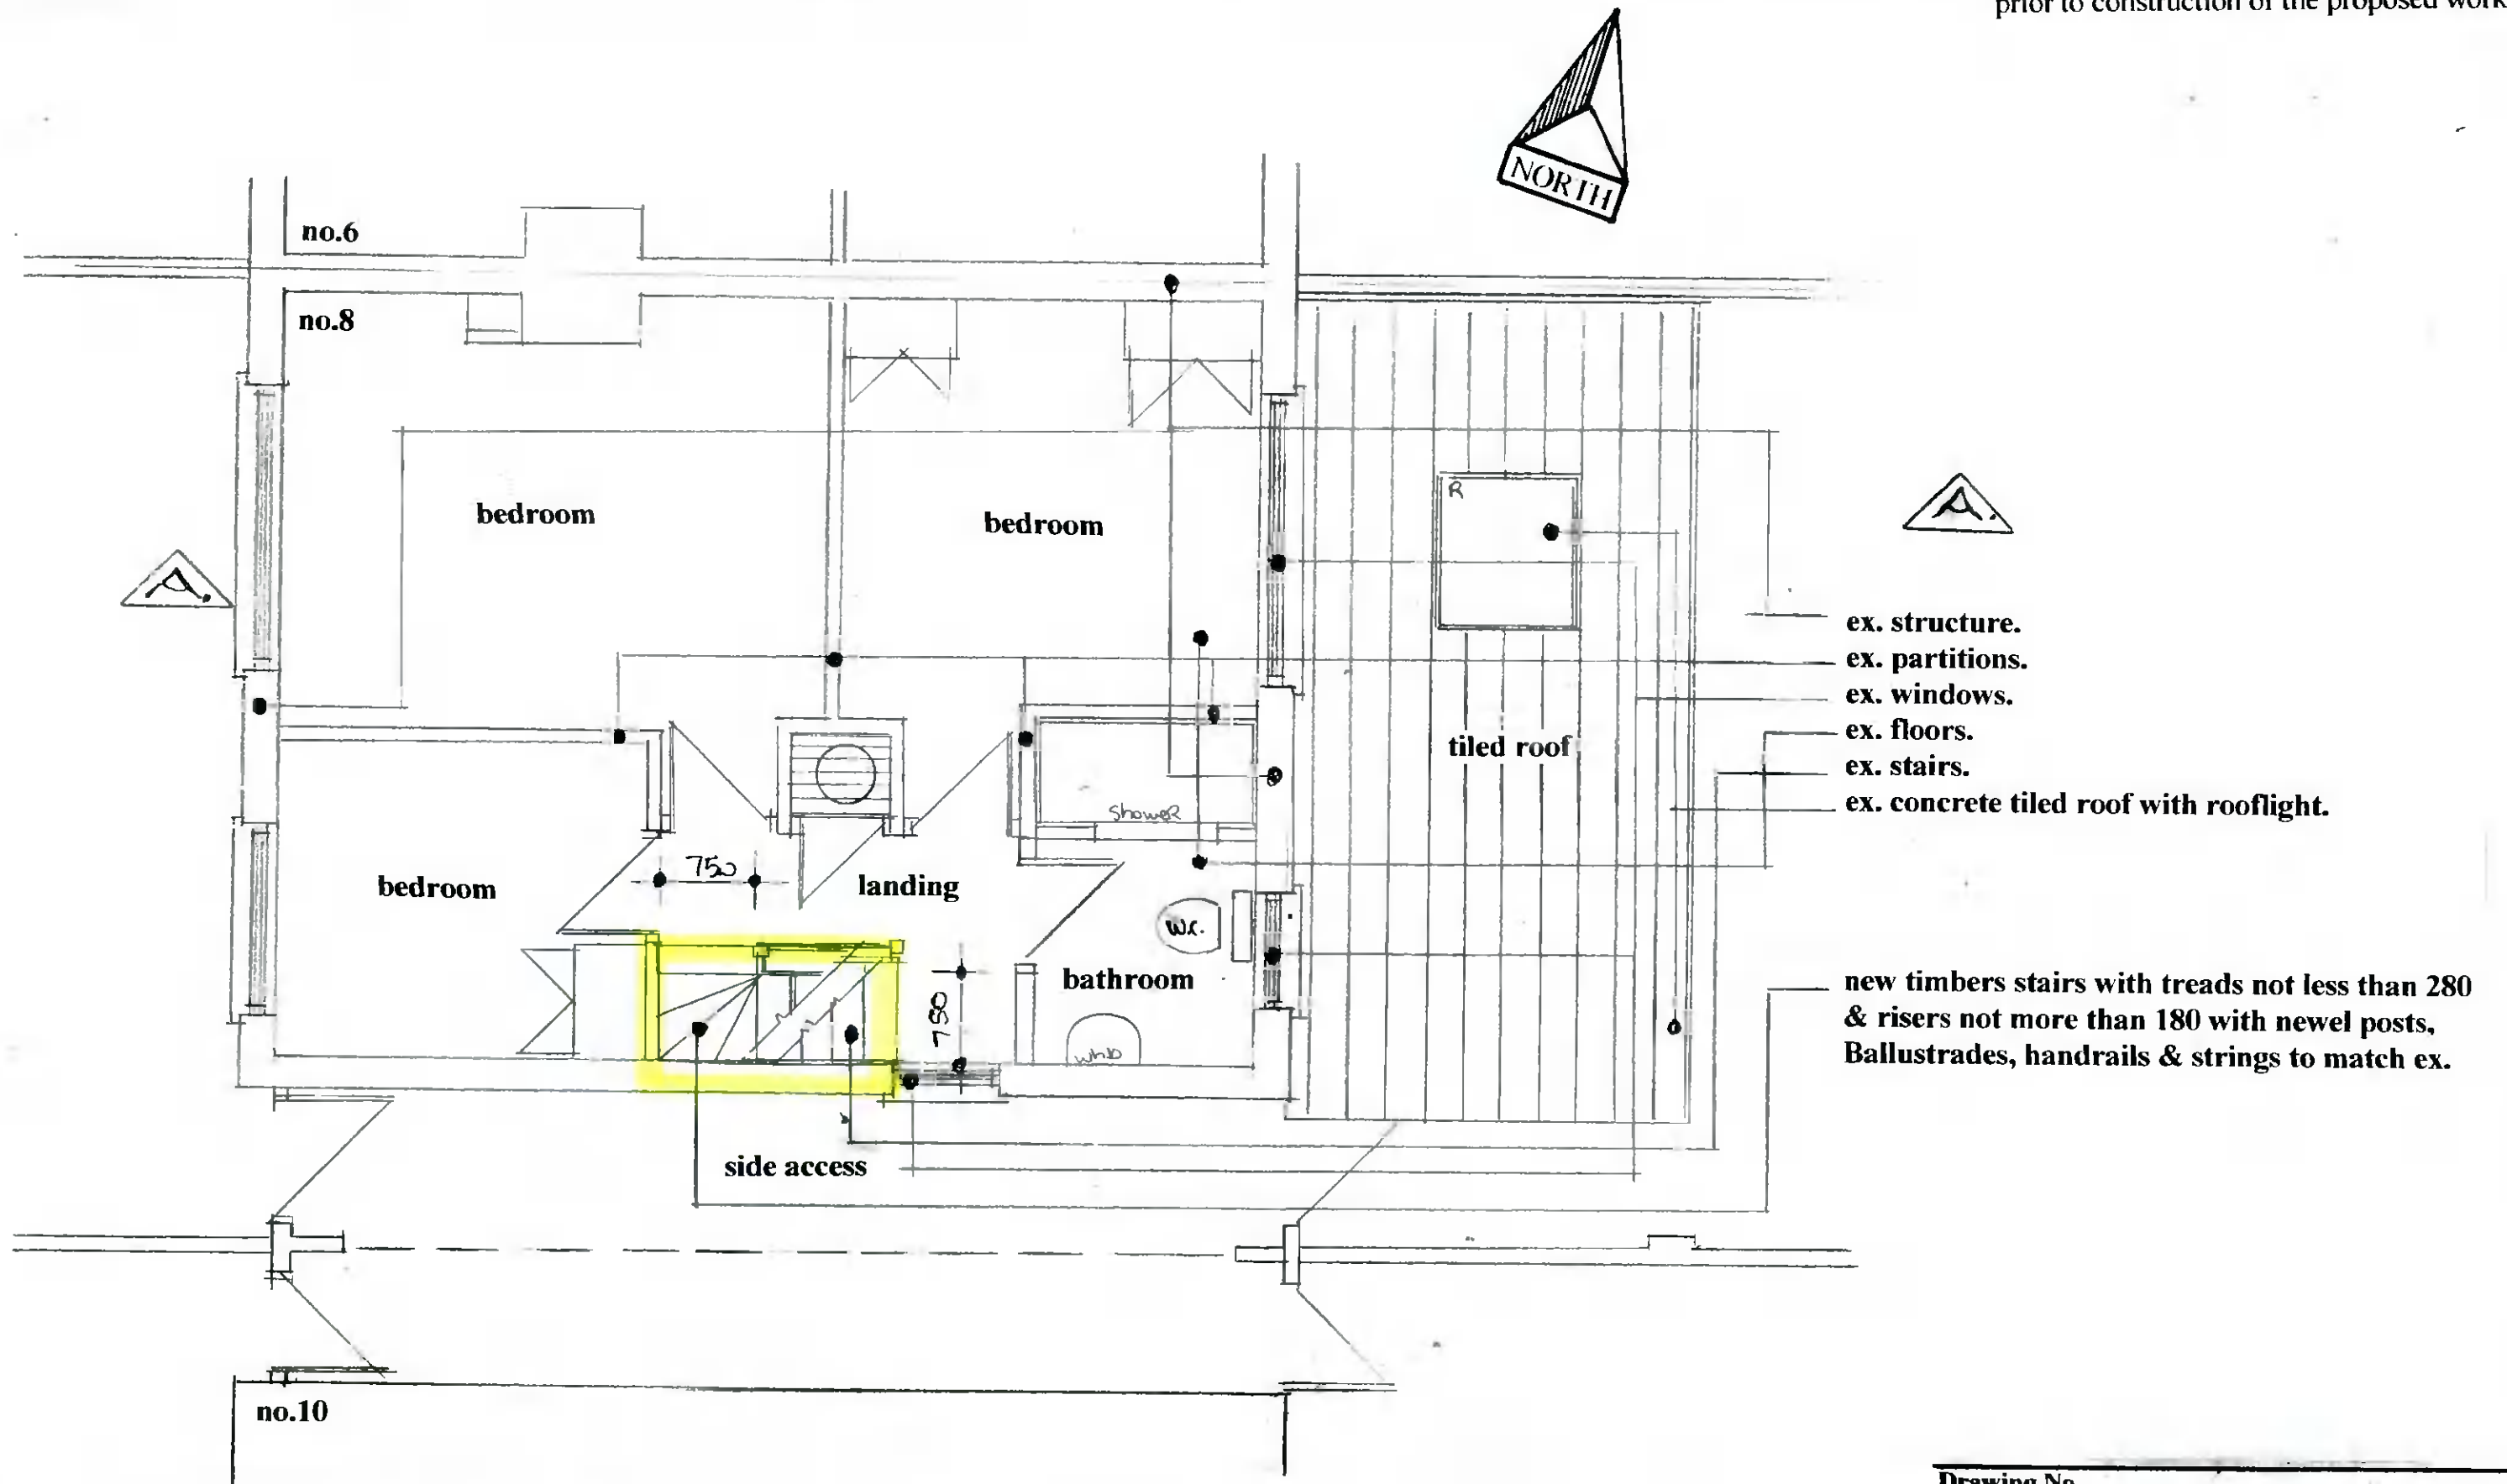 prior to construction of the proposed work
NORTH
no.6
no.8
R
bedroom
bedroom
A.
A.
ex. structure.
ex. partitions.
ex. windows.
ex. floors.
ex. stairs.
ex. concrete tiled roof with rooflight.
tiled roof
shower
750
bedroom
landing
W.C.
bathroom
780
whb
new timbers stairs with treads not less than 280
& risers not more than 180 with newel posts,
Ballustrades, handrails & strings to match ex.
side access
no.10
Drawing No